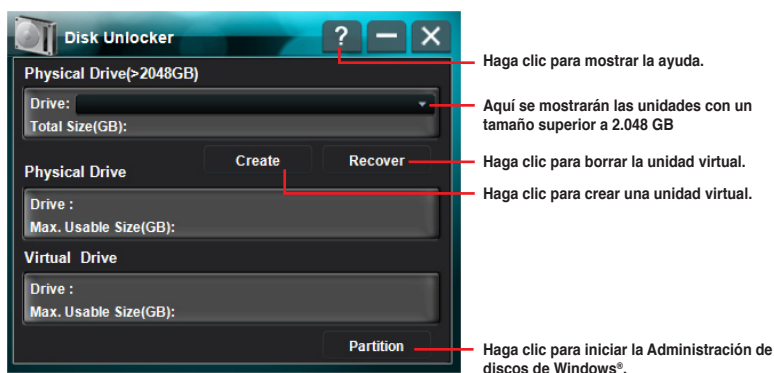 Disk Unlocker
?
Physical Drive(>2048GB)
Drive:
Total Size(GB):
Create
Recover
Physical Drive
Drive :
Max. Usable Size(GB):
Virtual Drive
Drive :
Max. Usable Size(GB):
Partition
Haga clic para mostrar la ayuda.
Aquí se mostrarán las unidades con un
tamaño superior a 2.048 GB
Haga clic para borrar la unidad virtual.
Haga clic para crear una unidad virtual.
Haga clic para iniciar la Administración de
discos de Windows®.